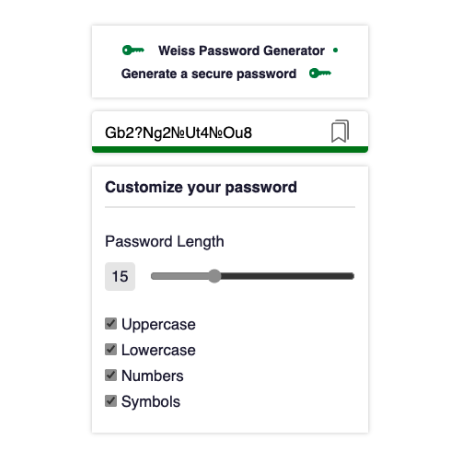 Weiss Password Generator •
Generate a secure password
Gb2?Ng2№Ut4№Ou8
Customize your password
Password Length
15
Uppercase
Lowercase
Numbers
Symbols